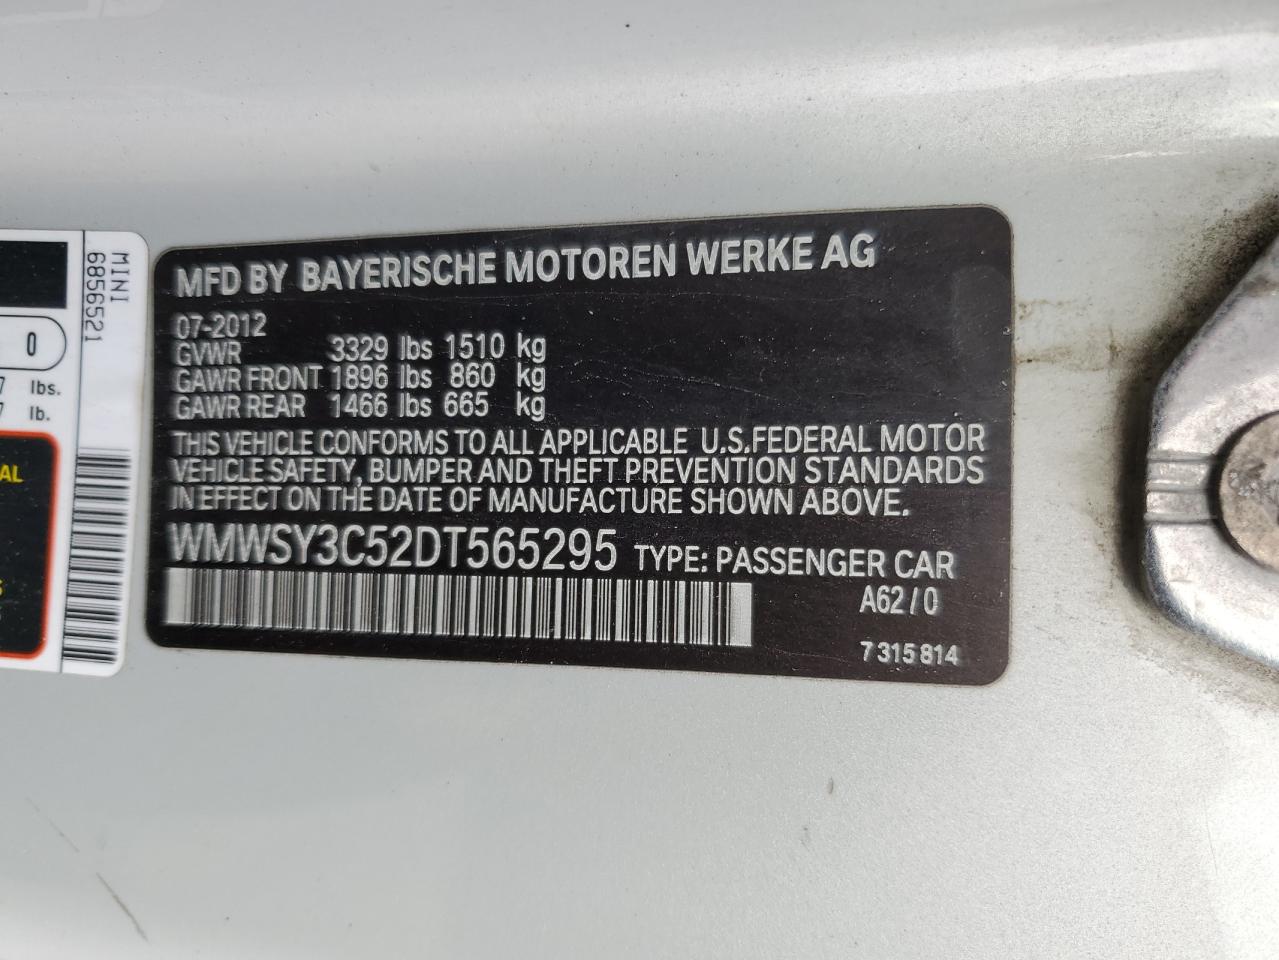 MFD BY BAYERISCHE MOTOREN WERKE AG
07-2012
GVWR 3329 lbs 1510 kg
GAWR FRONT 1896 lbs 860 kg
GAWR REAR 1466 lbs 665 kg
THIS VEHICLE CONFORMS TO ALL APPLICABLE U.S.FEDERAL MOTOR
VEHICLE SAFETY, BUMPER AND THEFT PREVENTION STANDARDS
IN EFFECT ON THE DATE OF MANUFACTURE SHOWN ABOVE.
WMWSY3C52DT565295 TYPE: PASSENGER CAR
A62/0
7 315 814
MINI
6856521
0
7 lbs.
7 lb.
AL
S